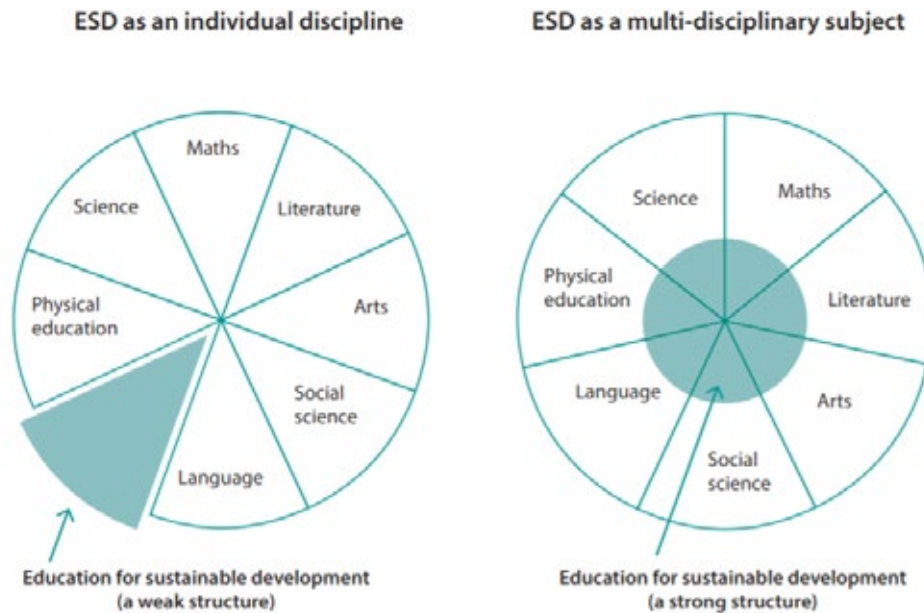 ESD as an individual discipline
Maths
Science
Literature
Physical
education
Arts
Social
science
Language
Education for sustainable development
(a weak structure)
ESD as a multi-disciplinary subject
Science
Maths
Physical
education
Literature
Language
Arts
Social
science
Education for sustainable development
(a strong structure)